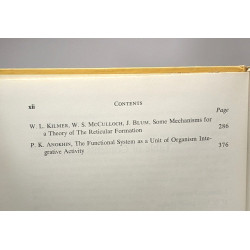 xii CONTENTS
Page
W. L. KILMER, W. S. MCCULLOCH, J. BLUM, Some Mechanisms for
a Theory of The Reticular Formation 286
P. K. ANOKHIN, The Functional System as a Unit of Organism Inte-
grative Activity 376